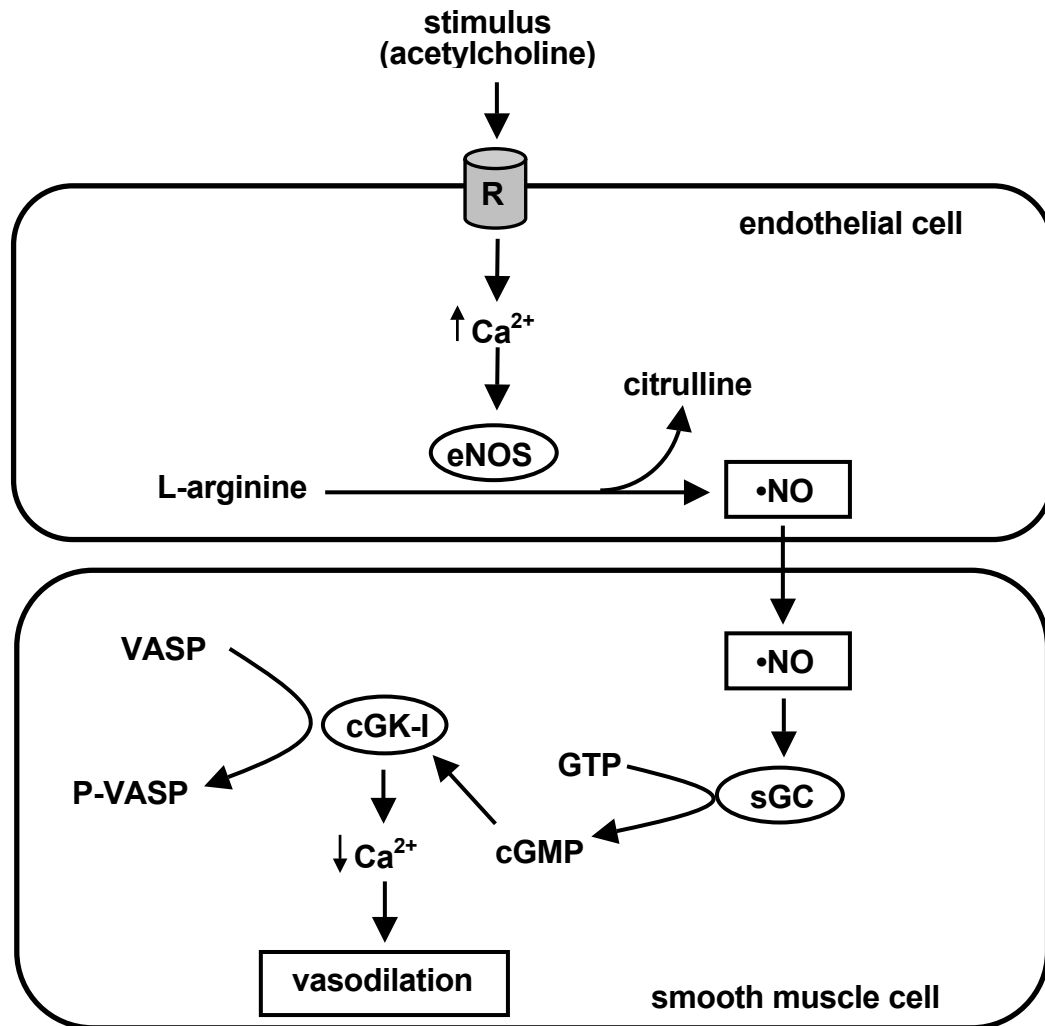 stimulus
(acetylcholine)
R
endothelial cell
↑ Ca²⁺
citrulline
eNOS
L-arginine
•NO
VASP
•NO
cGK-I
GTP
P-VASP
sGC
cGMP
↓ Ca²⁺
vasodilation
smooth muscle cell